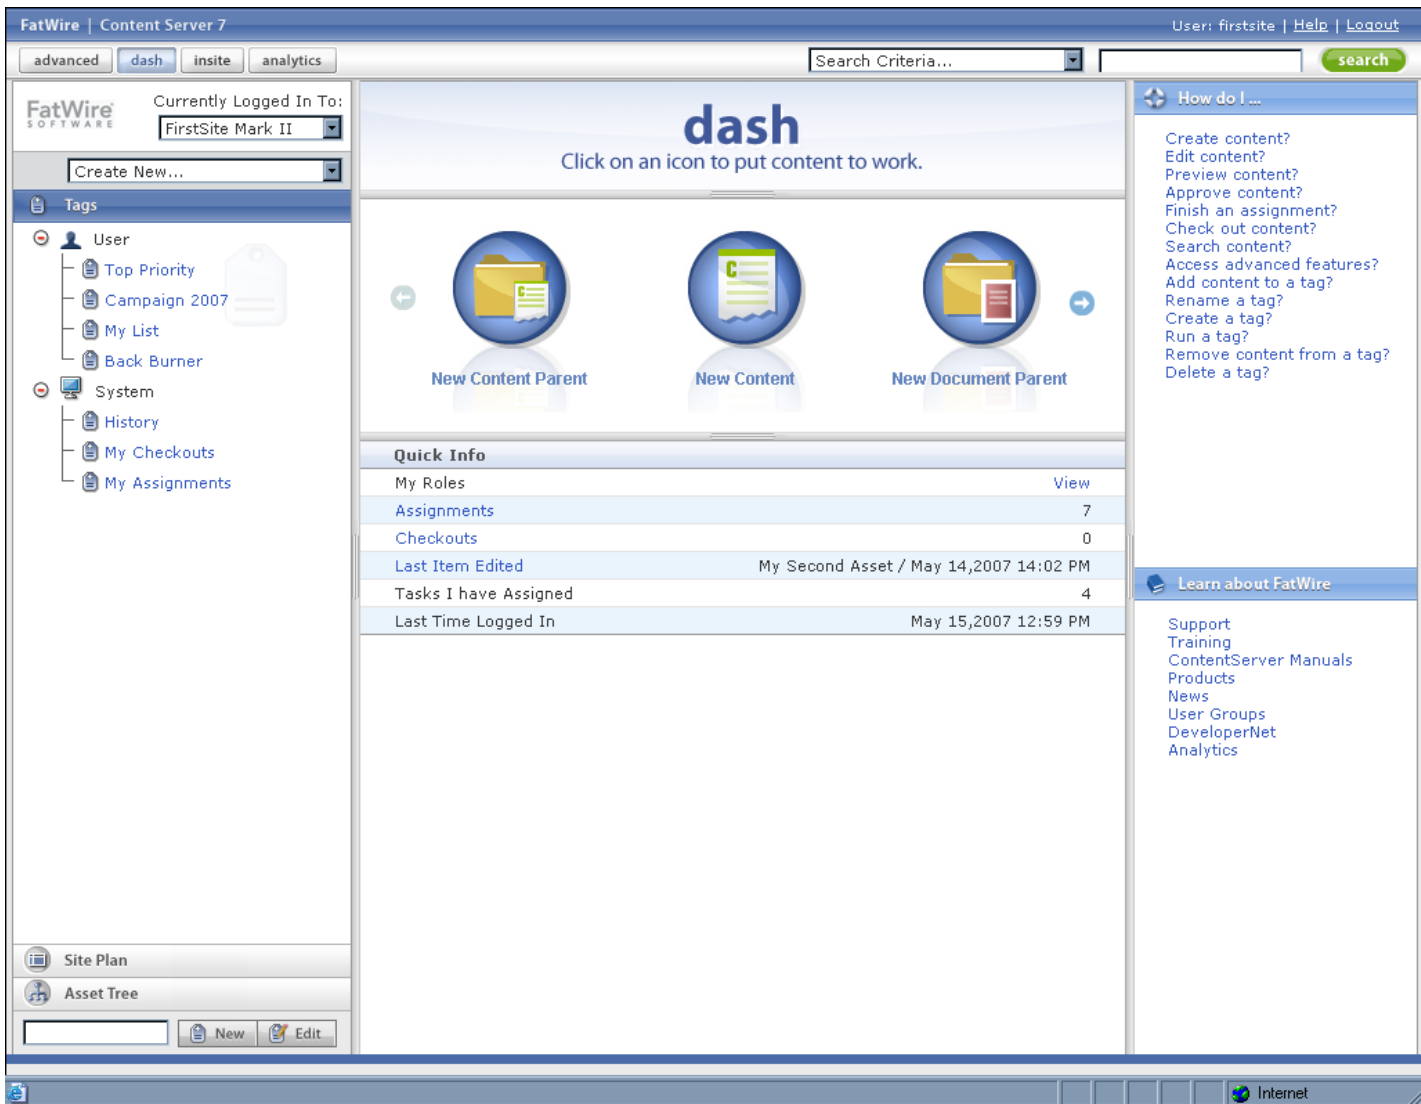 FatWire | Content Server 7
User: firstsite | Help | Logout
advanced dash insite analytics
Search Criteria...
search
FatWire
SOFTWARE
Currently Logged In To:
FirstSite Mark II
Create New...
Tags
User
Top Priority
Campaign 2007
My List
Back Burner
System
History
My Checkouts
My Assignments
Site Plan
Asset Tree
New Edit
dash
Click on an icon to put content to work.
New Content Parent
New Content
New Document Parent
Quick Info
My Roles View
Assignments 7
Checkouts 0
Last Item Edited My Second Asset / May 14,2007 14:02 PM
Tasks I have Assigned 4
Last Time Logged In May 15,2007 12:59 PM
How do I ...
Create content?
Edit content?
Preview content?
Approve content?
Finish an assignment?
Check out content?
Search content?
Access advanced features?
Add content to a tag?
Rename a tag?
Create a tag?
Run a tag?
Remove content from a tag?
Delete a tag?
Learn about FatWire
Support
Training
ContentServer Manuals
Products
News
User Groups
DeveloperNet
Analytics
Internet